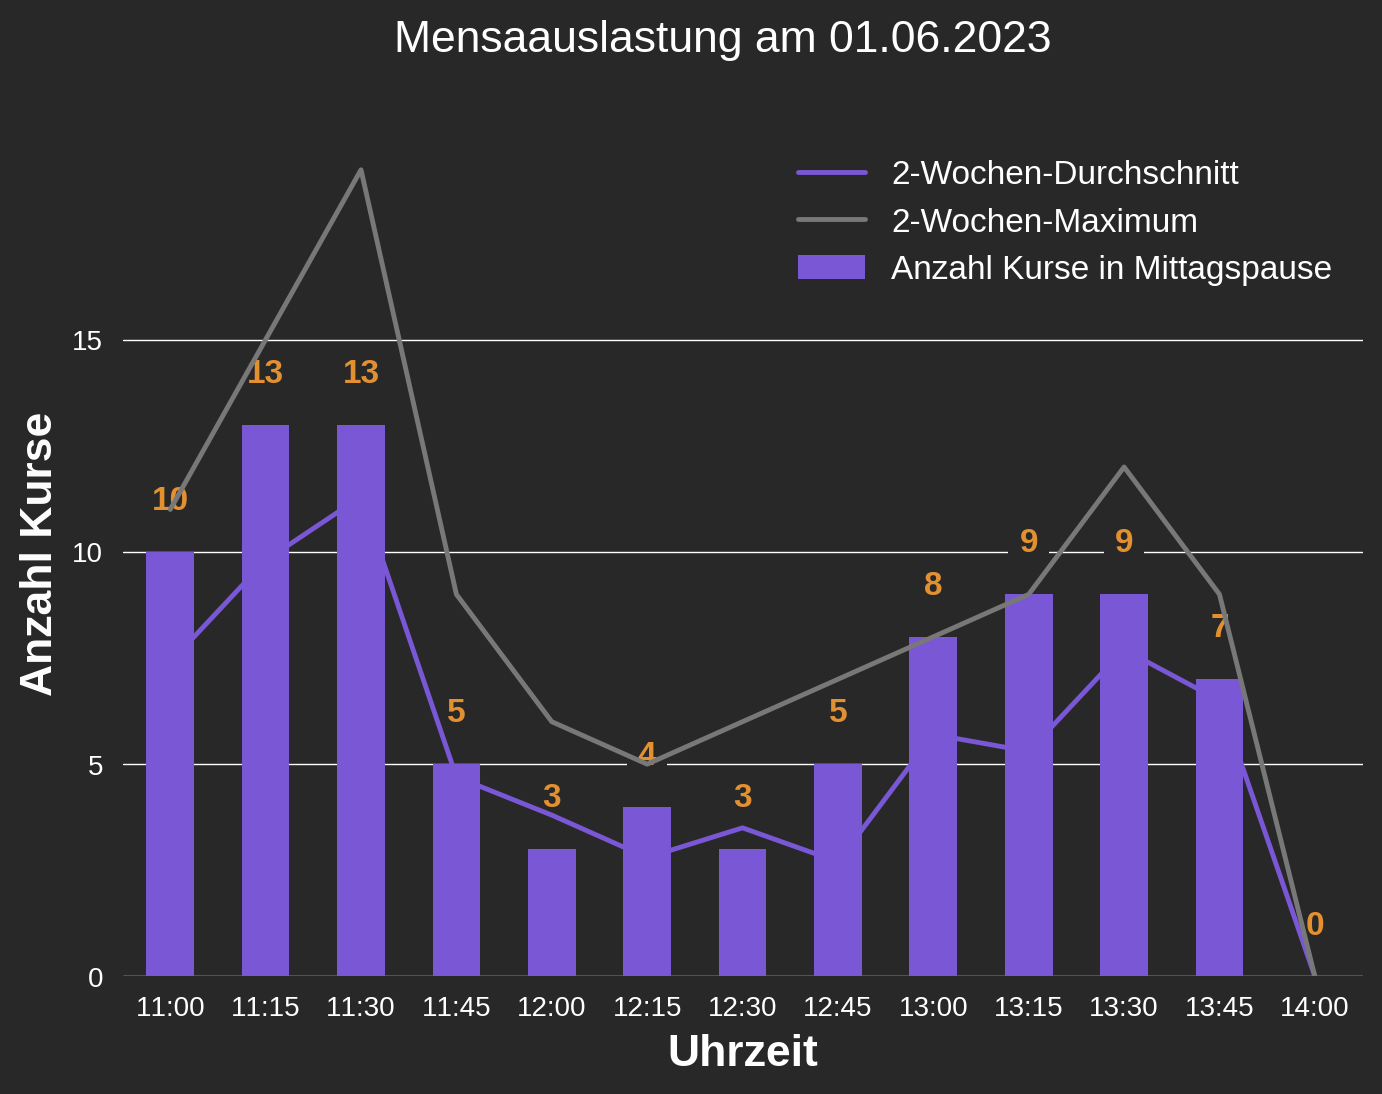 Mensaauslastung am 01.06.2023
2-Wochen-Durchschnitt
2-Wochen-Maximum
Anzahl Kurse in Mittagspause
Anzahl Kurse
15
10
5
0
10
13
13
5
3
4
3
5
8
9
9
7
0
11:00 11:15 11:30 11:45 12:00 12:15 12:30 12:45 13:00 13:15 13:30 13:45 14:00
Uhrzeit